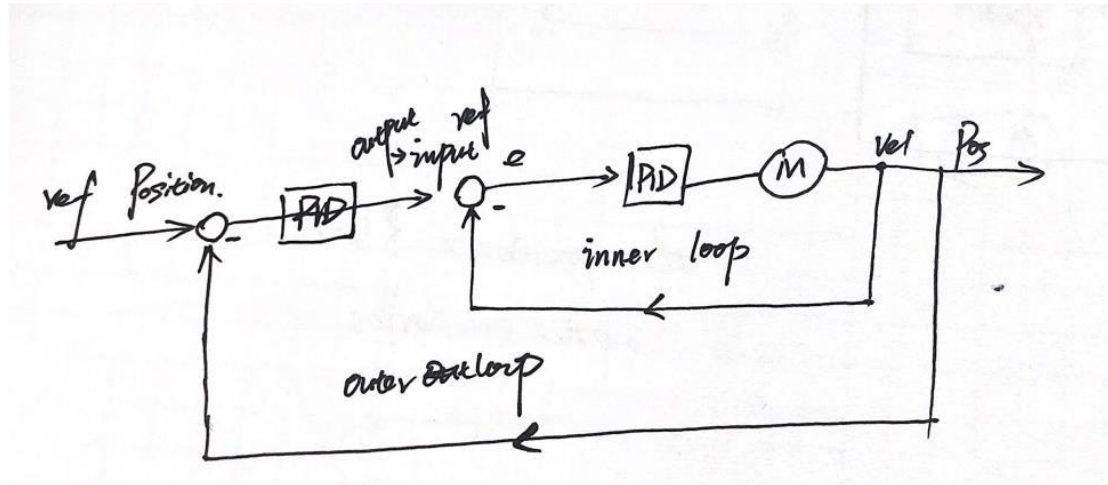 output ref
→input e
vel Pos
ref Position.
PID
PID
M
inner loop
outer loop